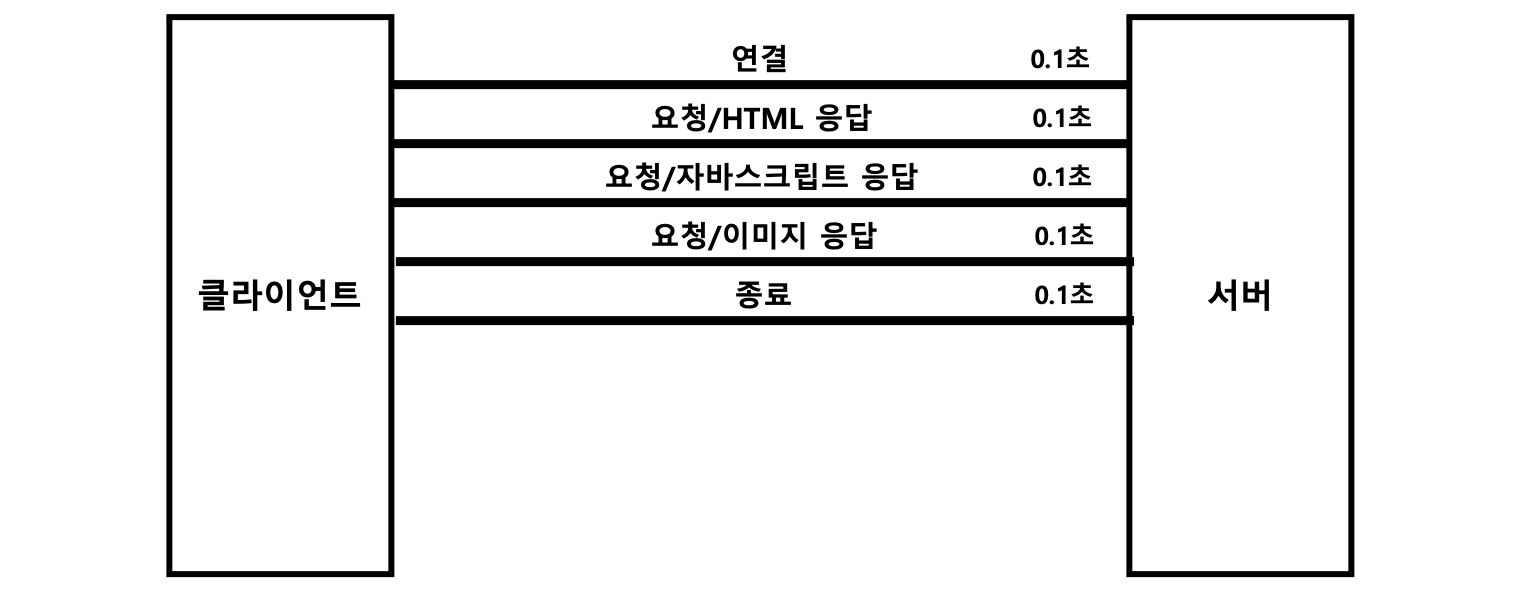 연결 0.1초
요청/HTML 응답 0.1초
요청/자바스크립트 응답 0.1초
요청/이미지 응답 0.1초
클라이언트
종료 0.1초
서버